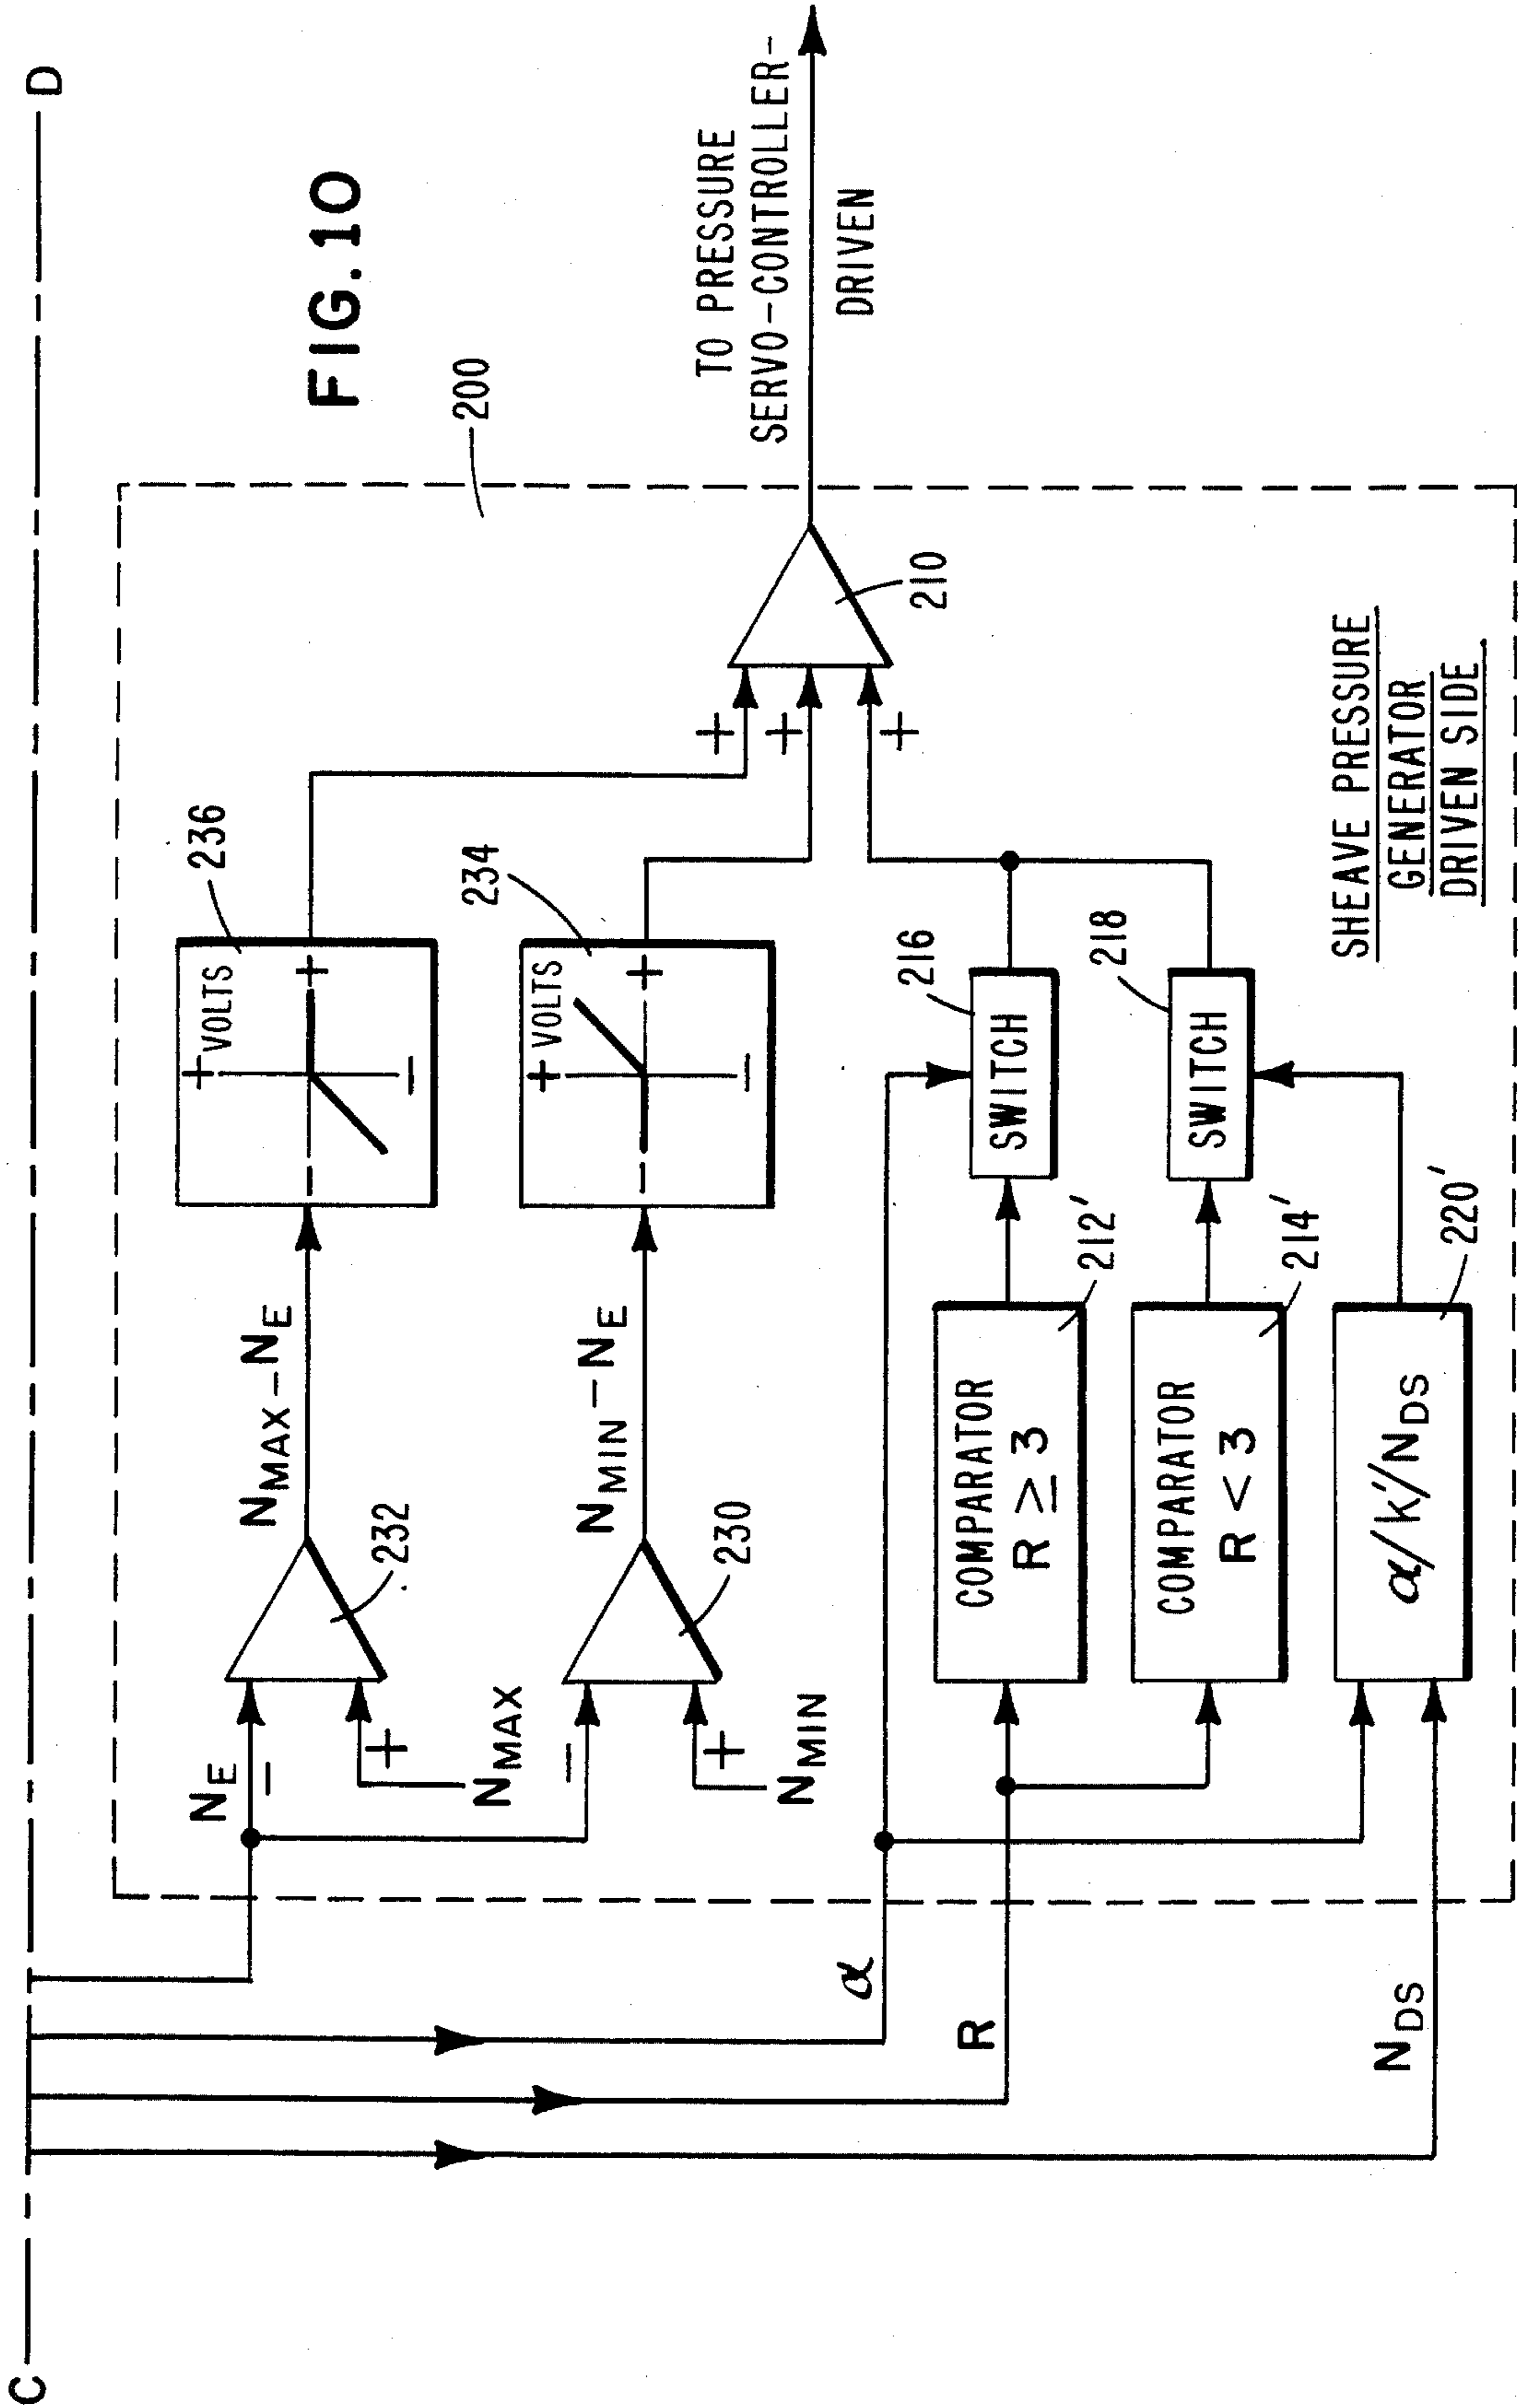 C
D
FIG.10
200
TO PRESSURE
SERVO-CONTROLLER-
DRIVEN
236
+ VOLTS
- +
-
N_E
-
+
N_MAX
232
N_MAX-N_E
234
+ VOLTS
- +
-
-
+
N_MIN
230
N_MIN-N_E
+
+
+
210
α
R
N_DS
COMPARATOR
R ≥ 3
212'
SWITCH
216
COMPARATOR
R < 3
214'
SWITCH
218
α/k'/N_DS
220'
SHEAVE PRESSURE
GENERATOR
DRIVEN SIDE